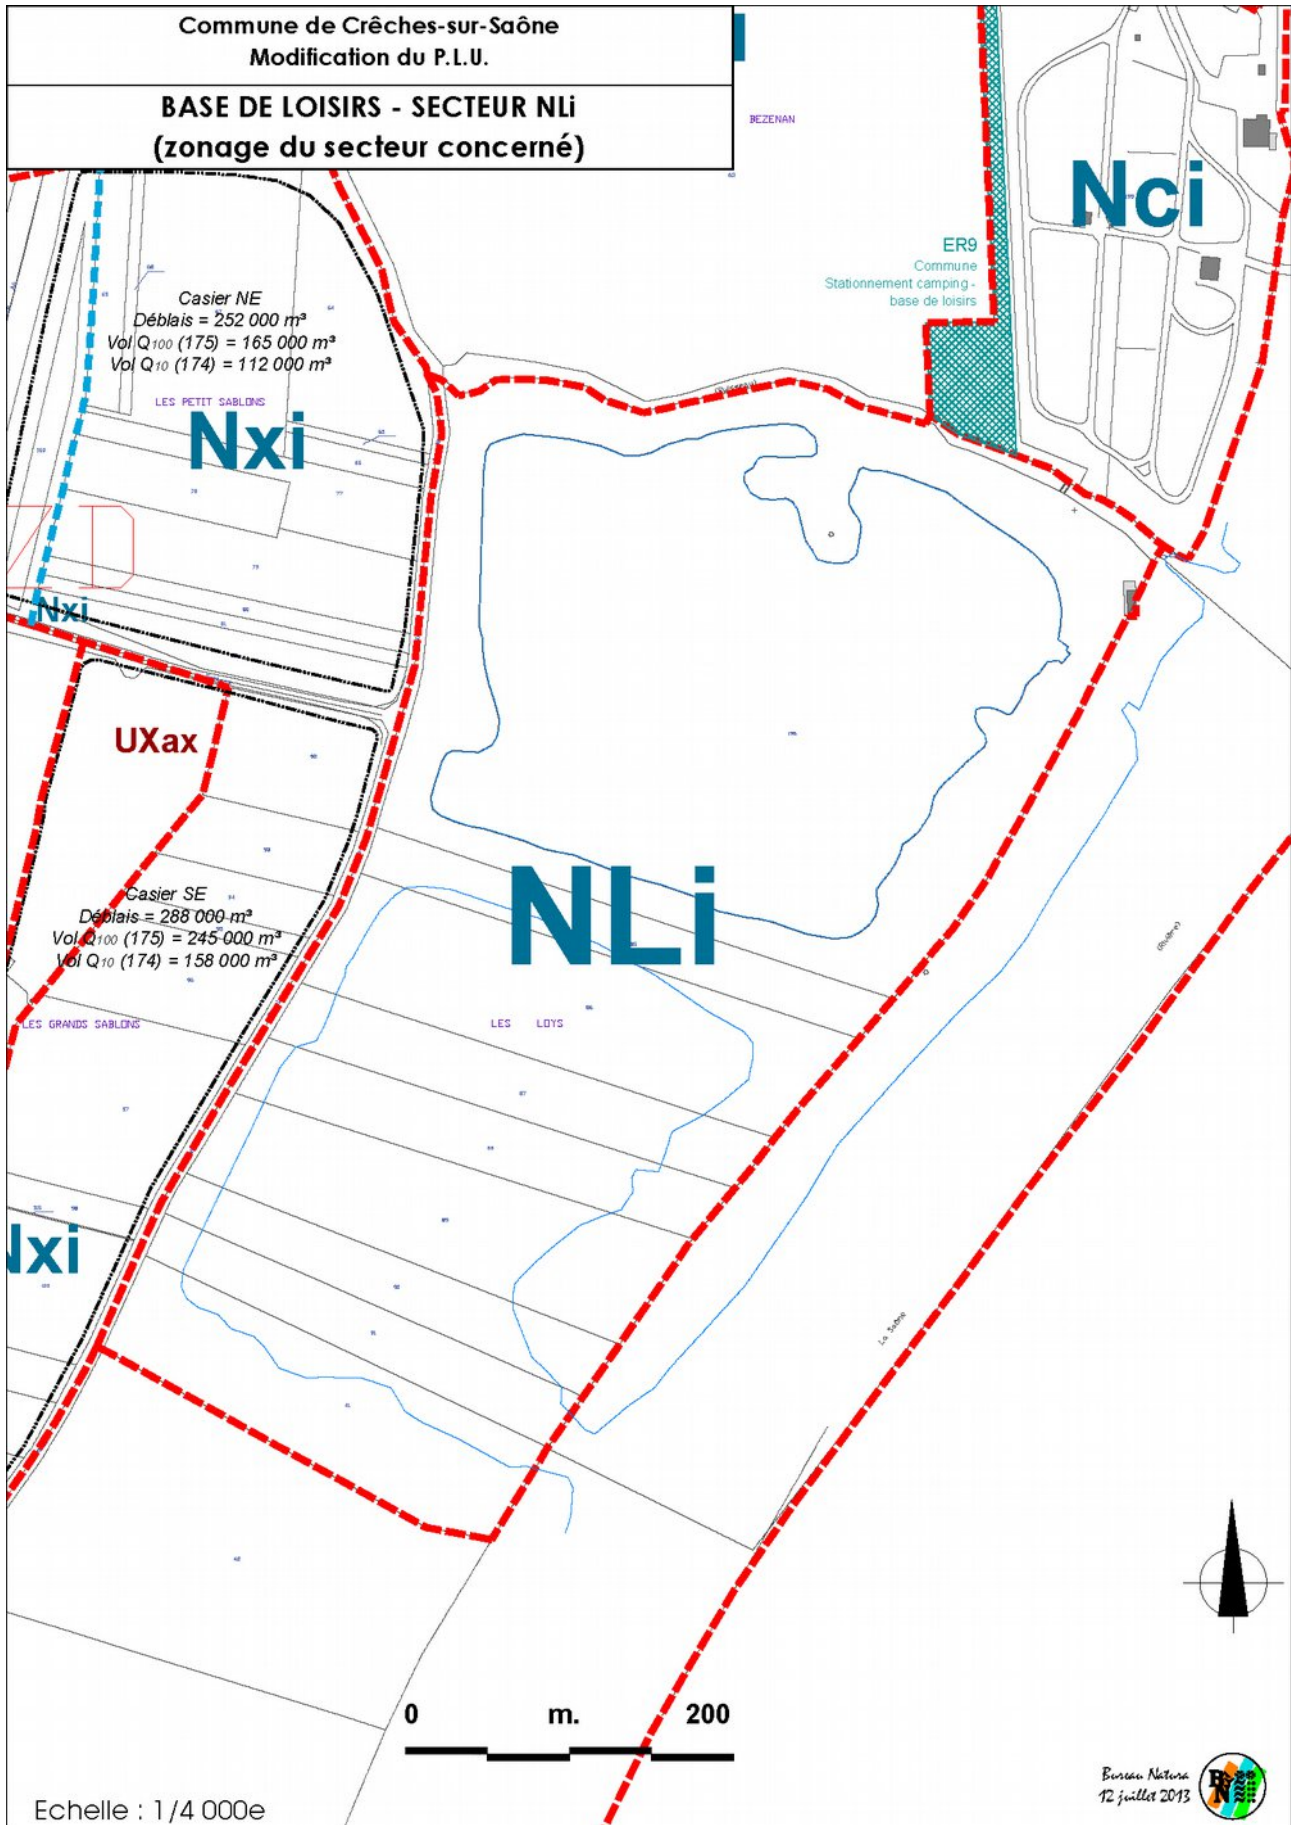 Commune de Crêches-sur-Saône
Modification du P.L.U.
BASE DE LOISIRS - SECTEUR NLi
(zonage du secteur concerné)
BEZENAN
Nci
ER9
Commune
Stationnement camping -
base de loisirs
Casier NE
Déblais = 252 000 m³
Vol Q100 (175) = 165 000 m³
Vol Q10 (174) = 112 000 m³
LES PETIT SABLONS
Nxi
ZD
Nxi
UXax
Casier SE
Déblais = 288 000 m³
Vol Q100 (175) = 245 000 m³
Vol Q10 (174) = 158 000 m³
NLi
LES GRANDS SABLONS
LES LOYS
(Rivière)
Nxi
La Saône
0 m. 200
Echelle : 1/4 000e
Bureau Natura
12 juillet 2013
BN